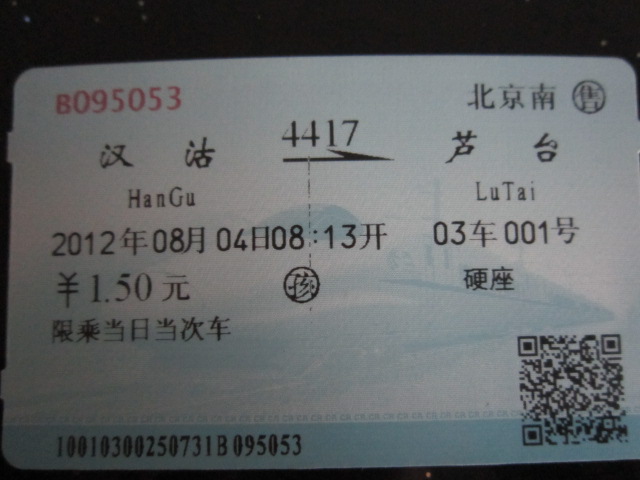 B095053 北京南 售
汉沽 4417 芦台
HanGu LuTai
2012年08月04日08:13开 03车001号
￥1.50元 孩 硬座
限乘当日当次车
10010300250731B095053